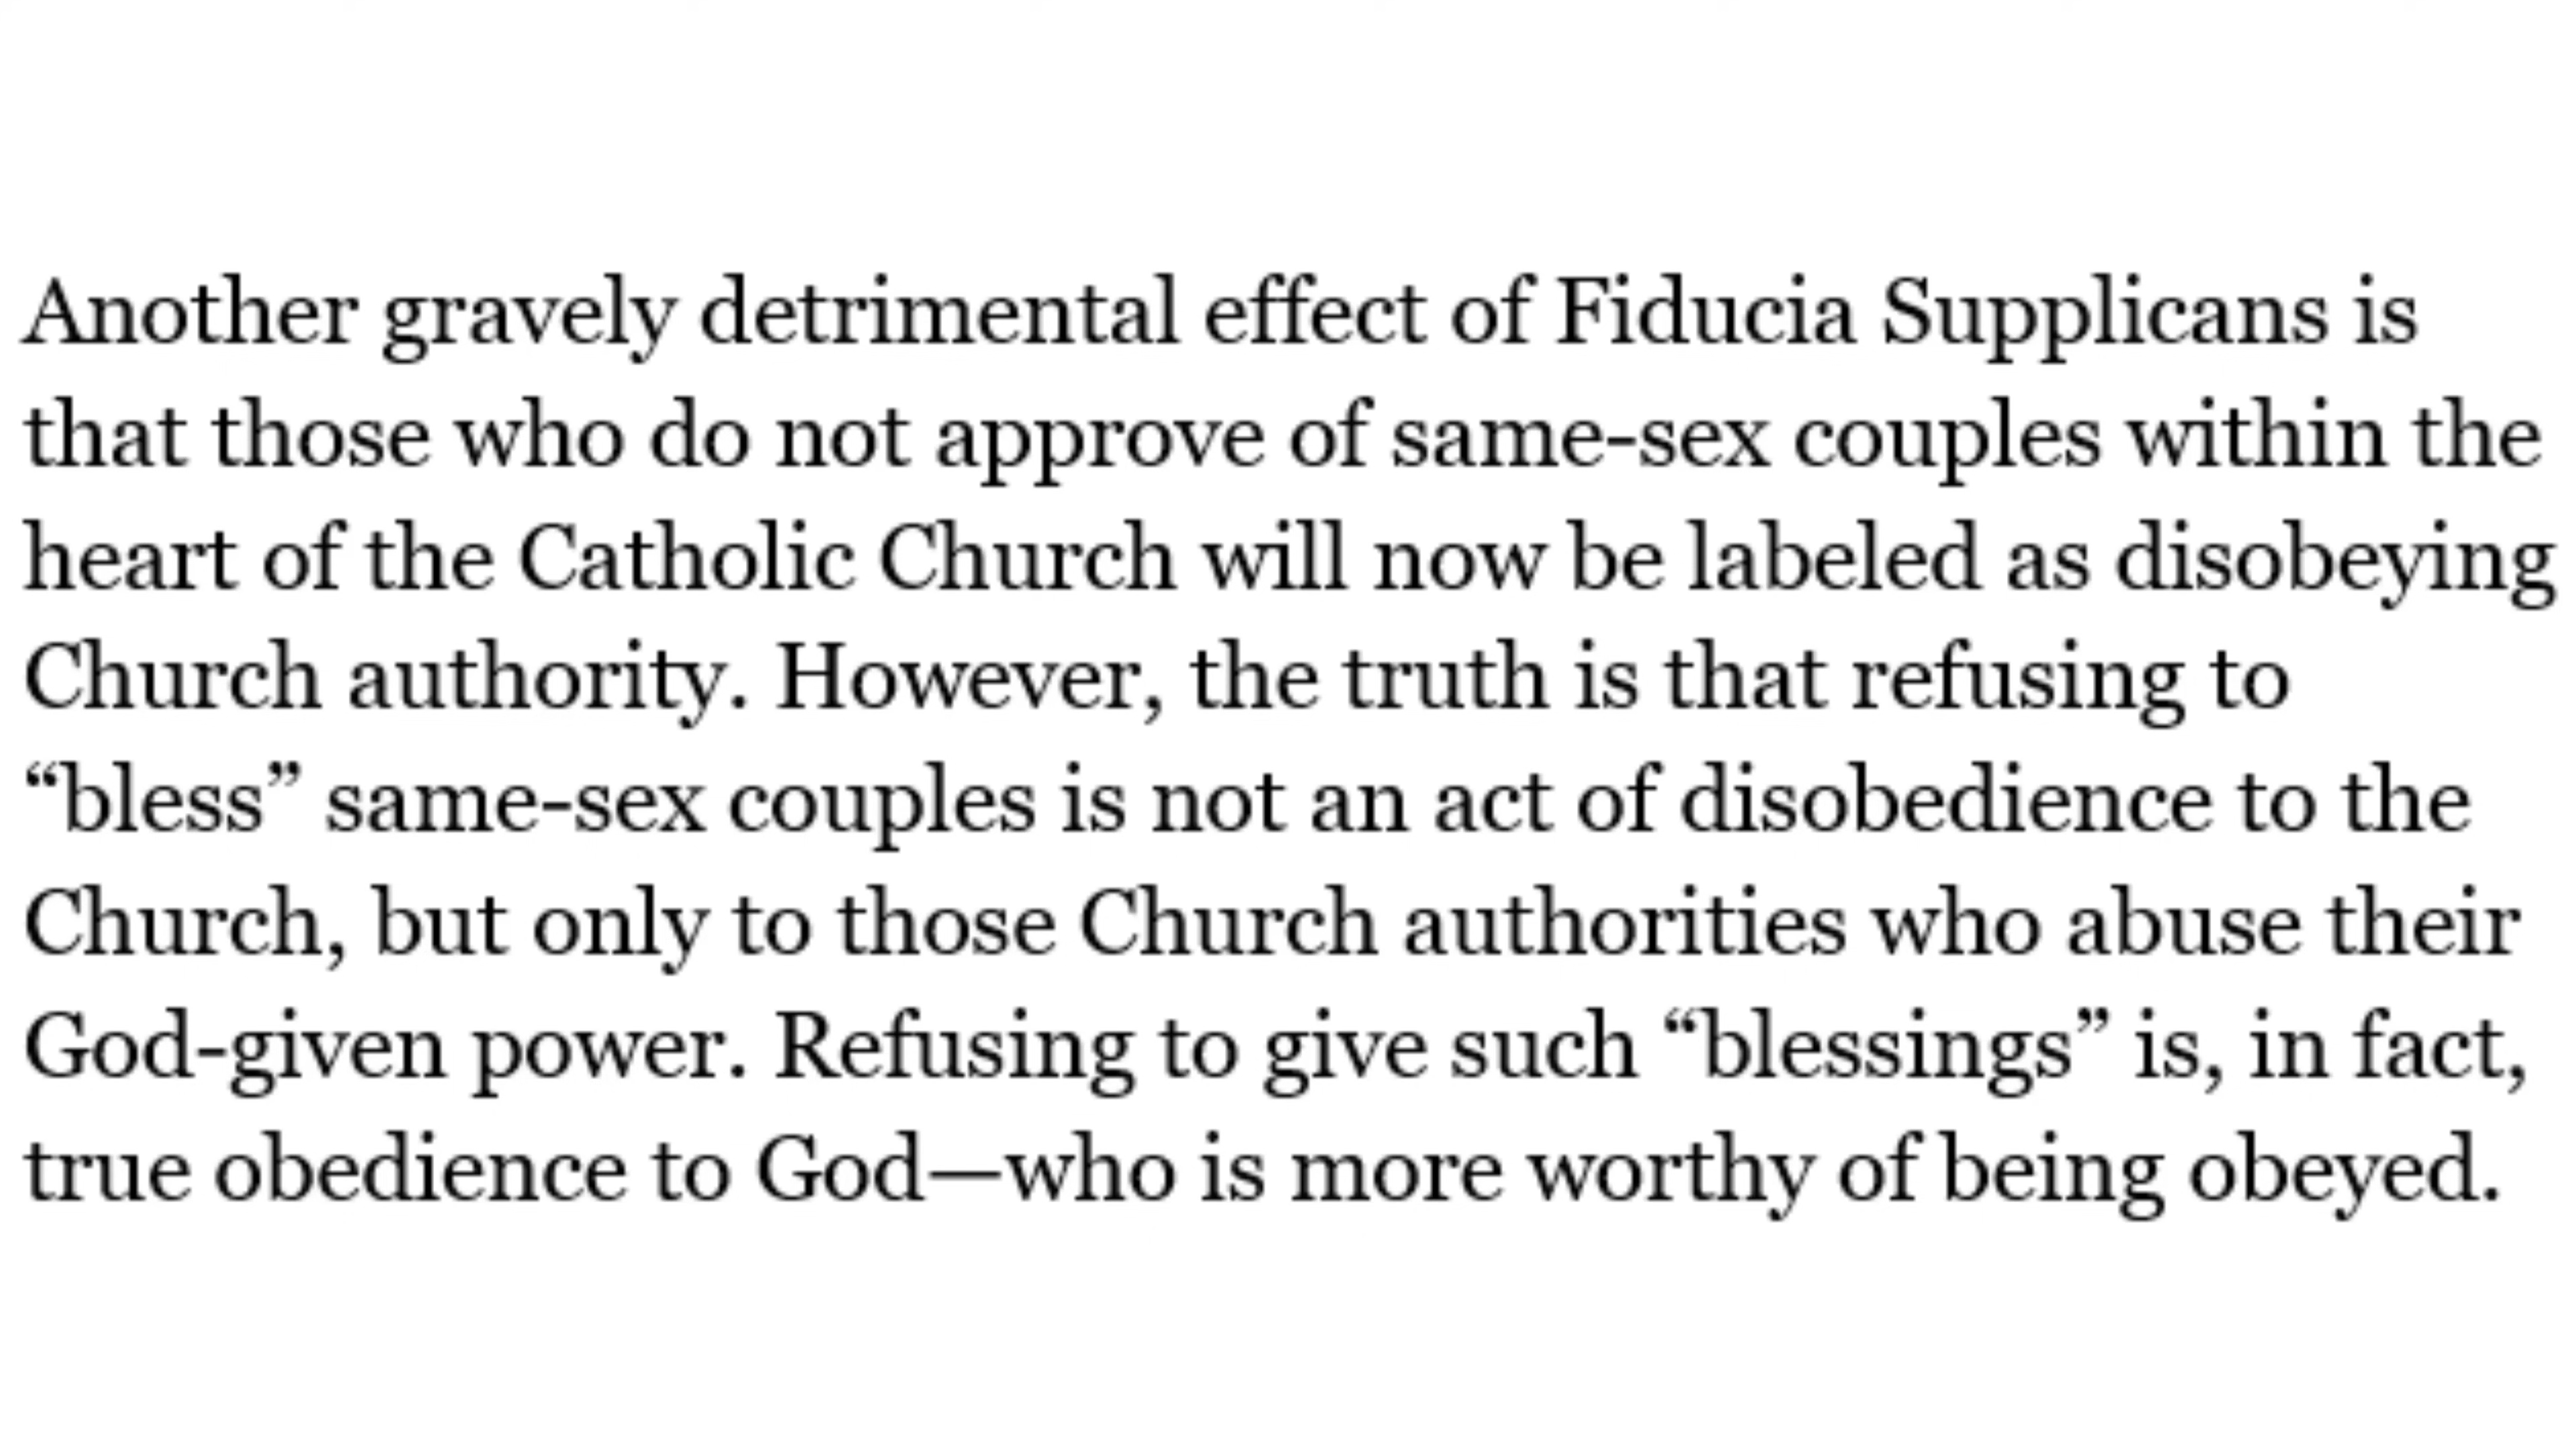 Another gravely detrimental effect of Fiducia Supplicans is
that those who do not approve of same-sex couples within the
heart of the Catholic Church will now be labeled as disobeying
Church authority. However, the truth is that refusing to
“bless” same-sex couples is not an act of disobedience to the
Church, but only to those Church authorities who abuse their
God-given power. Refusing to give such “blessings” is, in fact,
true obedience to God—who is more worthy of being obeyed.